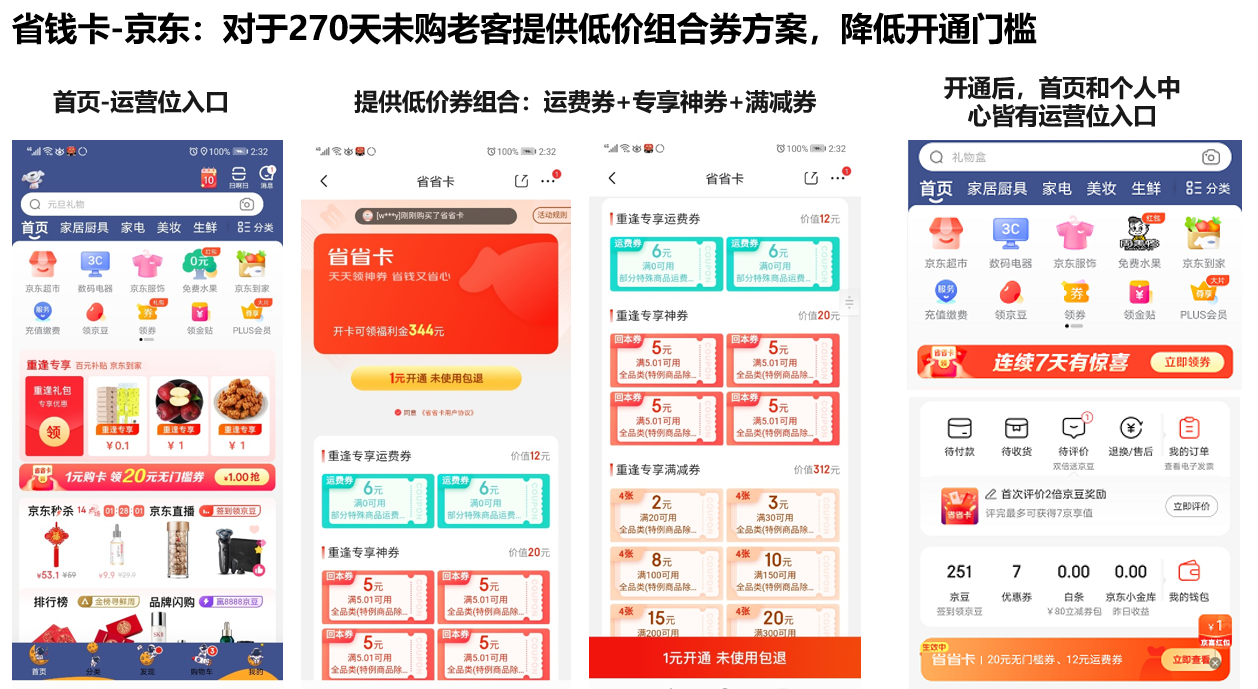 省钱卡-京东：对于270天未购老客提供低价组合券方案，降低开通门槛
首页-运营位入口
提供低价券组合：运费券+专享神券+满减券
开通后，首页和个人中
心皆有运营位入口
100% 2:32
10
扫啊扫
消息
元旦礼物
首页 家居厨具 家电 美妆 生鲜 分类
3C
0元
红包
京东超市 数码电器 京东服饰 免费水果 京东到家
服务
礼包
券
大片
尊享
充值缴费 领京豆 领券 领金贴 PLUS会员
重逢专享 百元补贴 京东到家
重逢礼包
专享优惠
领
重逢专享 重逢专享 重逢专享
￥0.1 ￥1 ￥1
省省卡
1元购卡 领20元无门槛券 ￥1.00抢
京东秒杀 14 01:28:01 京东直播 签到领京豆
￥53.1 ￥59 ￥9.9 ￥29.9
排行榜 金榜寻鲜周 品牌闪购 赢8888京豆
首页 分类 发现 购物车 我的
3
100% 2:32
省省卡
1
[w***y]刚刚购买了省省卡
活动规则
省省卡
天天领神券 省钱又省心
开卡可领福利金344元
1元开通 未使用包退
同意《省省卡用户协议》
重逢专享运费券 价值12元
运费券 运费券
6元 6元
满0可用 满0可用
部分特殊商品运费... 部分特殊商品运费...
重逢专享神券 价值20元
回本券 回本券
5元 5元
满5.01可用 满5.01可用
全品类(特例商品除... 全品类(特例商品除...
回本券 回本券
5元 5元
满5.01可用 满5.01可用
全品类(特例商品除... 全品类(特例商品除...
100% 2:32
省省卡
1
重逢专享运费券 价值12元
运费券 运费券
6元 6元
满0可用 满0可用
部分特殊商品运费... 部分特殊商品运费...
重逢专享神券 价值20元
回本券 回本券
5元 5元
满5.01可用 满5.01可用
全品类(特例商品除... 全品类(特例商品除...
回本券 回本券
5元 5元
满5.01可用 满5.01可用
全品类(特例商品除... 全品类(特例商品除...
重逢专享满减券 价值312元
4张 4张
2元 3元
满20可用 满30可用
全品类(特例商品除... 全品类(特例商品除...
4张 4张
8元 10元
满100可用 满150可用
全品类(特例商品除... 全品类(特例商品除...
4张 4张
15元 20元
满200可用 满300可用
1元开通 未使用包退
礼物盒
首页 家居厨具 家电 美妆 生鲜 分类
3C
红包
京东超市 数码电器 京东服饰 免费水果 京东到家
服务
券
大片
尊享
充值缴费 领京豆 领券 领金贴 PLUS会员
省省卡
领
连续7天有惊喜 立即领券
1
待付款 待收货 待评价 退换/售后 我的订单
双倍送京豆 查看电子发票
省省卡
首次评价2倍京豆奖励
评完最多可获得7京享值
立即评价
251 7 0.00 0.00
京豆 优惠券 白条 京东小金库 我的钱包
签到领京豆 ￥80立减券包 昨日收益
￥1
京喜红包
生效中
省省卡 | 20元无门槛券、12元运费券 立即查看